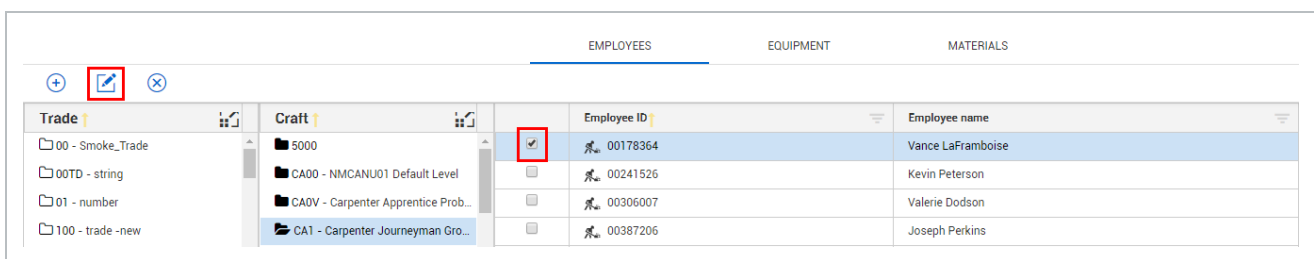 EMPLOYEES EQUIPMENT MATERIALS
Trade Craft Employee ID Employee name
00 - Smoke_Trade 5000 00178364 Vance LaFramboise
00TD - string CA00 - NMCANU01 Default Level 00241526 Kevin Peterson
01 - number CA0V - Carpenter Apprentice Prob... 00306007 Valerie Dodson
100 - trade -new CA1 - Carpenter Journeyman Gro... 00387206 Joseph Perkins